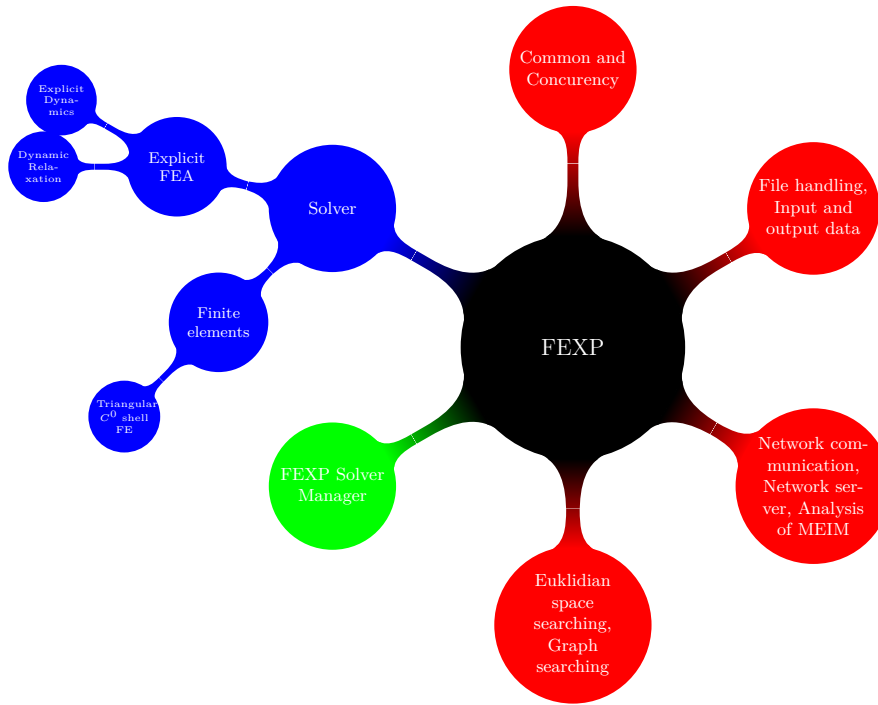 Common and
Concurency
Explicit
Dyna-
mics
Dynamic
Rela-
xation
Explicit
FEA
Solver
File handling,
Input and
output data
Finite
elements
FEXP
Triangular
C⁰ shell
FE
FEXP Solver
Manager
Network com-
munication,
Network ser-
ver, Analysis
of MEIM
Euklidian
space
searching,
Graph
searching